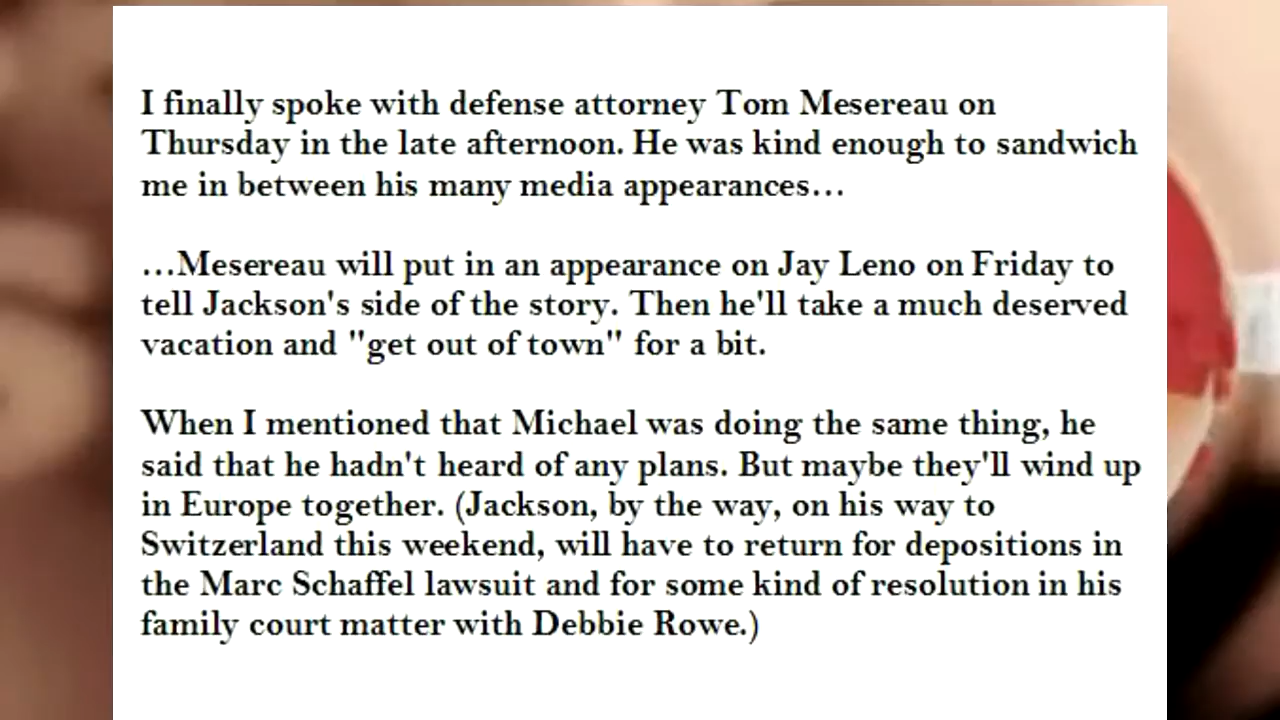 I finally spoke with defense attorney Tom Mesereau on
Thursday in the late afternoon. He was kind enough to sandwich
me in between his many media appearances…
…Mesereau will put in an appearance on Jay Leno on Friday to
tell Jackson's side of the story. Then he'll take a much deserved
vacation and "get out of town" for a bit.
When I mentioned that Michael was doing the same thing, he
said that he hadn't heard of any plans. But maybe they'll wind up
in Europe together. (Jackson, by the way, on his way to
Switzerland this weekend, will have to return for depositions in
the Marc Schaffel lawsuit and for some kind of resolution in his
family court matter with Debbie Rowe.)